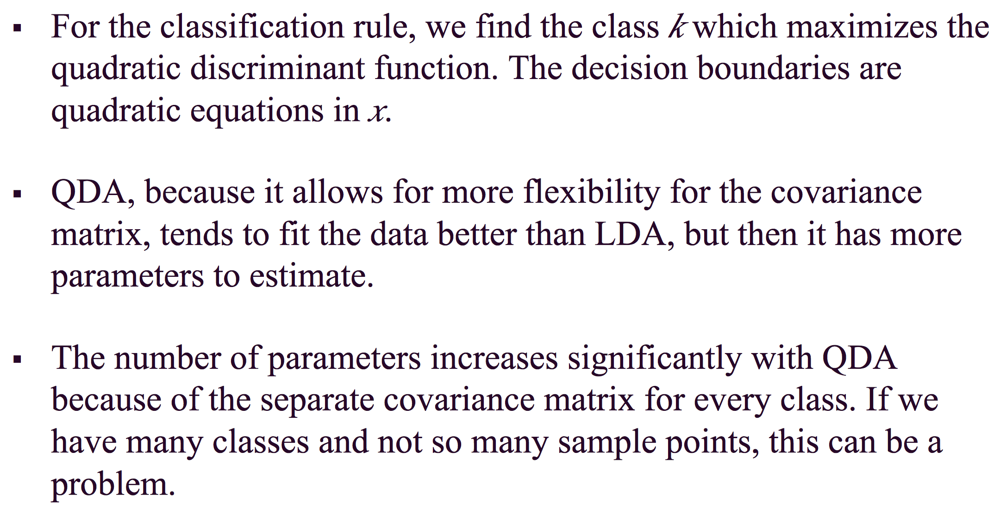 ▪ For the classification rule, we find the class k which maximizes the
quadratic discriminant function. The decision boundaries are
quadratic equations in x.
▪ QDA, because it allows for more flexibility for the covariance
matrix, tends to fit the data better than LDA, but then it has more
parameters to estimate.
▪ The number of parameters increases significantly with QDA
because of the separate covariance matrix for every class. If we
have many classes and not so many sample points, this can be a
problem.